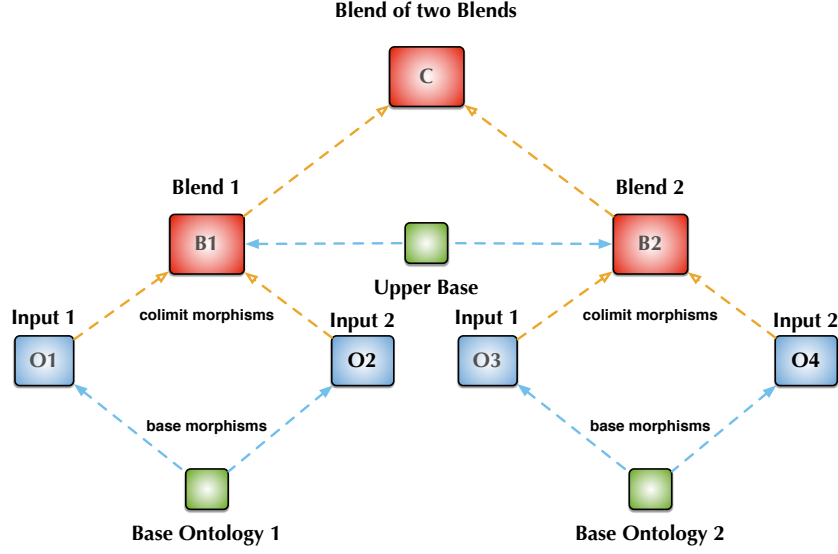 Blend of two Blends
C
Blend 1
Blend 2
B1
B2
Upper Base
Input 1
colimit morphisms
Input 2
Input 1
colimit morphisms
Input 2
O1
O2
O3
O4
base morphisms
base morphisms
Base Ontology 1
Base Ontology 2